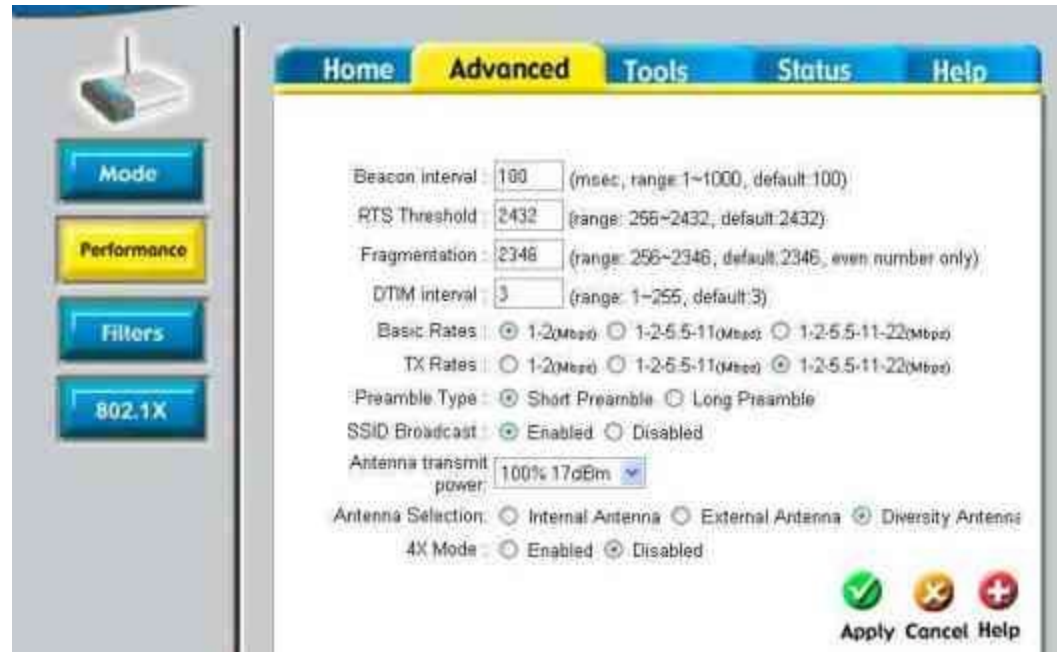 Home Advanced Tools Status Help
Mode
Performance
Filters
802.1X
Beacon interval : 100 (msec, range:1~1000, default:100)
RTS Threshold : 2432 (range: 256~2432, default:2432)
Fragmentation : 2346 (range: 256~2346, default:2346, even number only)
DTIM interval : 3 (range: 1~255, default:3)
Basic Rates : 1-2(Mbps) 1-2-5.5-11(Mbps) 1-2-5.5-11-22(Mbps)
TX Rates : 1-2(Mbps) 1-2-5.5-11(Mbps) 1-2-5.5-11-22(Mbps)
Preamble Type : Short Preamble Long Preamble
SSID Broadcast : Enabled Disabled
Antenna transmit
power: 100% 17dBm
Antenna Selection: Internal Antenna External Antenna Diversity Antenna
4X Mode : Enabled Disabled
Apply Cancel Help